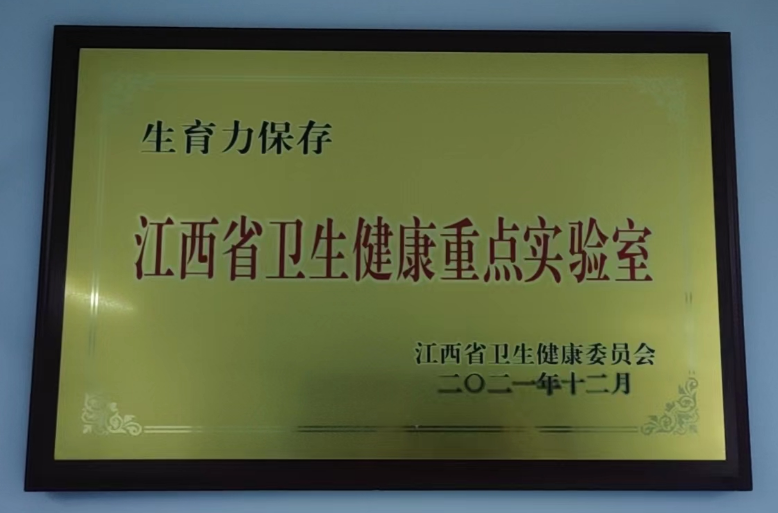 生育力保存
江西省卫生健康重点实验室
江西省卫生健康委员会
二〇二一年十二月